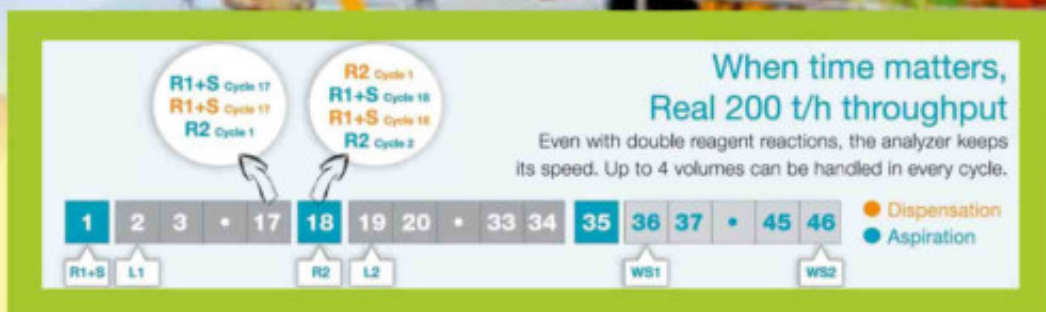 R1+S Cycle 17
R1+S Cycle 17
R2 Cycle 1
R2 Cycle 1
R1+S Cycle 18
R1+S Cycle 18
R2 Cycle 2
When time matters,
Real 200 t/h throughput
Even with double reagent reactions, the analyzer keeps
its speed. Up to 4 volumes can be handled in every cycle.
1 2 3 • 17 18 19 20 • 33 34 35 36 37 • 45 46
Dispensation
Aspiration
R1+S L1 R2 L2 WS1 WS2